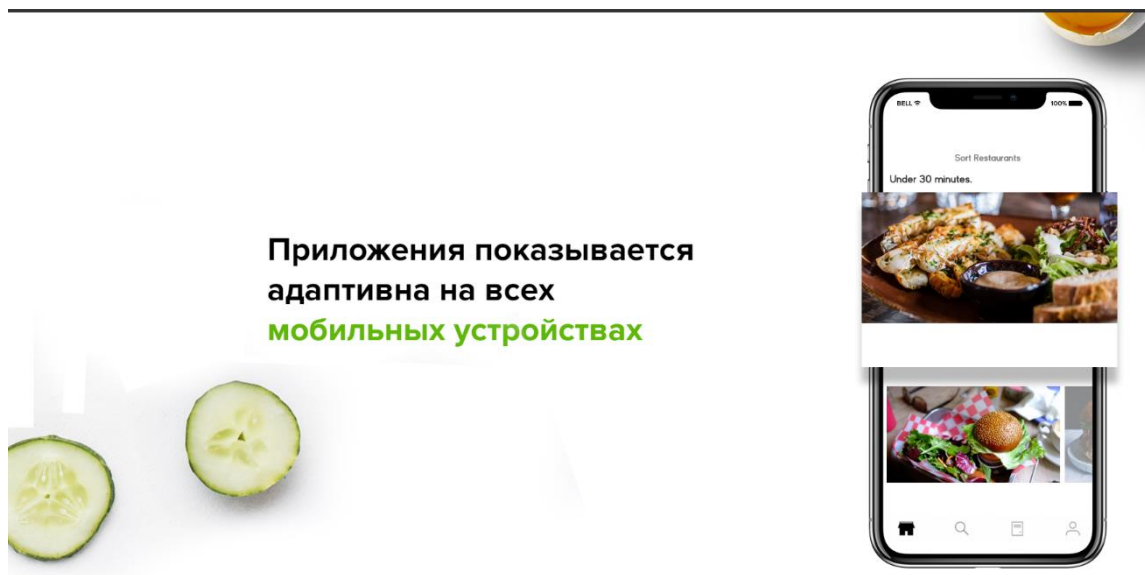 BELL 100%
Sort Restaurants
Under 30 minutes.
Приложения показывается
адаптивна на всех
мобильных устройствах